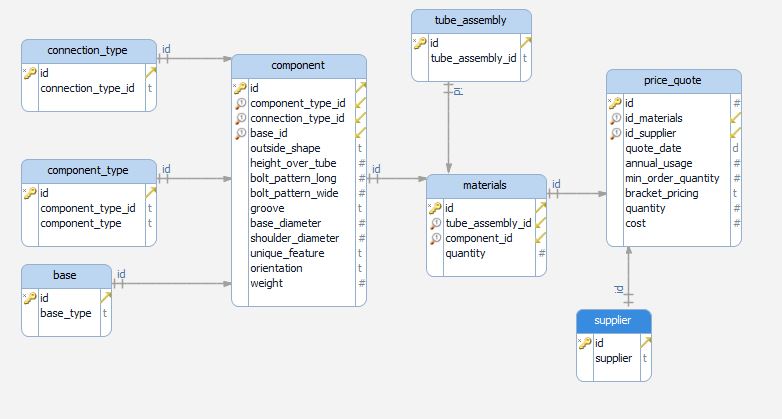 connection_type
id
connection_type_id t
id
component_type
id
component_type_id t
component_type t
id
base
id
base_type t
id
component
id
component_type_id
connection_type_id
base_id
outside_shape t
height_over_tube #
bolt_pattern_long #
bolt_pattern_wide #
groove t
base_diameter #
shoulder_diameter #
unique_feature t
orientation t
weight #
id
tube_assembly
id
tube_assembly_id t
id
materials
id
tube_assembly_id
component_id
quantity #
id
price_quote
id #
id_materials
id_supplier
quote_date d
annual_usage #
min_order_quantity #
bracket_pricing t
quantity #
cost #
id
supplier
id
supplier t